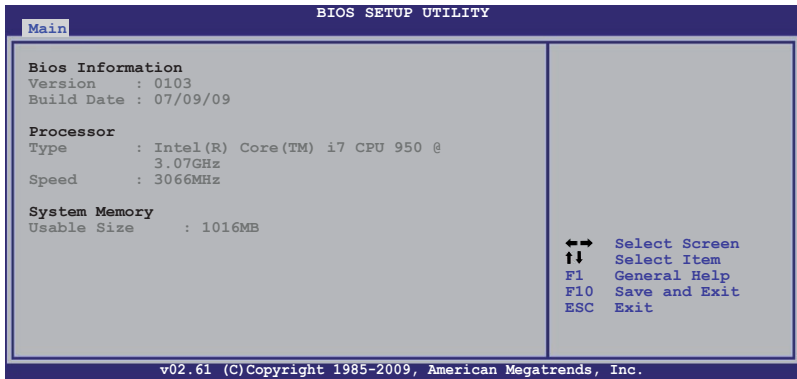 BIOS SETUP UTILITY
Main
Bios Information
Version : 0103
Build Date : 07/09/09
Processor
Type : Intel(R) Core(TM) i7 CPU 950 @
3.07GHz
Speed : 3066MHz
System Memory
Usable Size : 1016MB
←→ Select Screen
↑↓ Select Item
F1 General Help
F10 Save and Exit
ESC Exit
v02.61 (C)Copyright 1985-2009, American Megatrends, Inc.